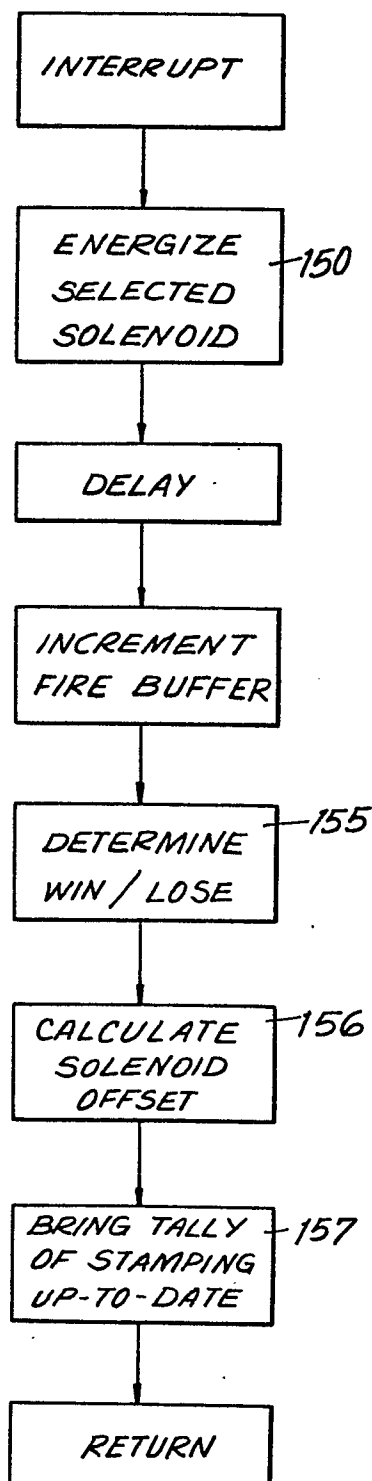 INTERRUPT
ENERGIZE
SELECTED
SOLENOID
150
DELAY
INCREMENT
FIRE BUFFER
DETERMINE
WIN / LOSE
155
CALCULATE
SOLENOID
OFFSET
156
BRING TALLY
OF STAMPING
UP-TO-DATE
157
RETURN